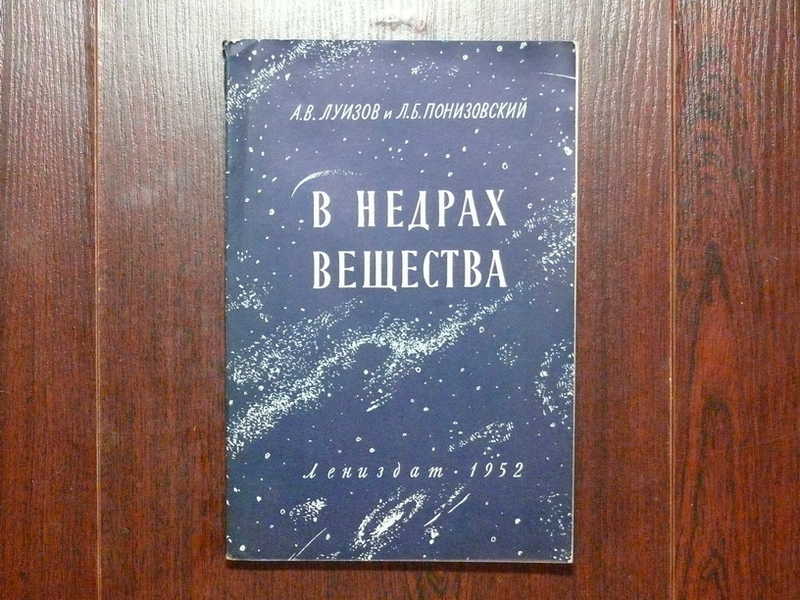 А.В. ЛУИЗОВ и Л.Б. ПОНИЗОВСКИЙ
В НЕДРАХ
ВЕЩЕСТВА
Лениздат · 1952